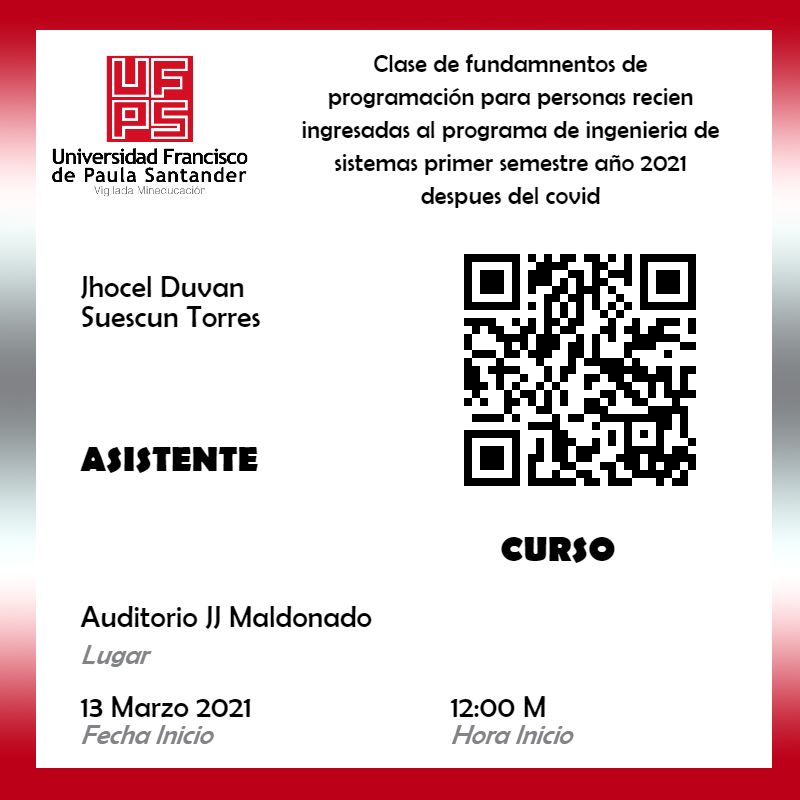 UF
PS
Universidad Francisco
de Paula Santander
Vigilada Mineducación
Clase de fundamnentos de
programación para personas recien
ingresadas al programa de ingenieria de
sistemas primer semestre año 2021
despues del covid
Jhocel Duvan
Suescun Torres
ASISTENTE
CURSO
Auditorio JJ Maldonado
Lugar
13 Marzo 2021
Fecha Inicio
12:00 M
Hora Inicio